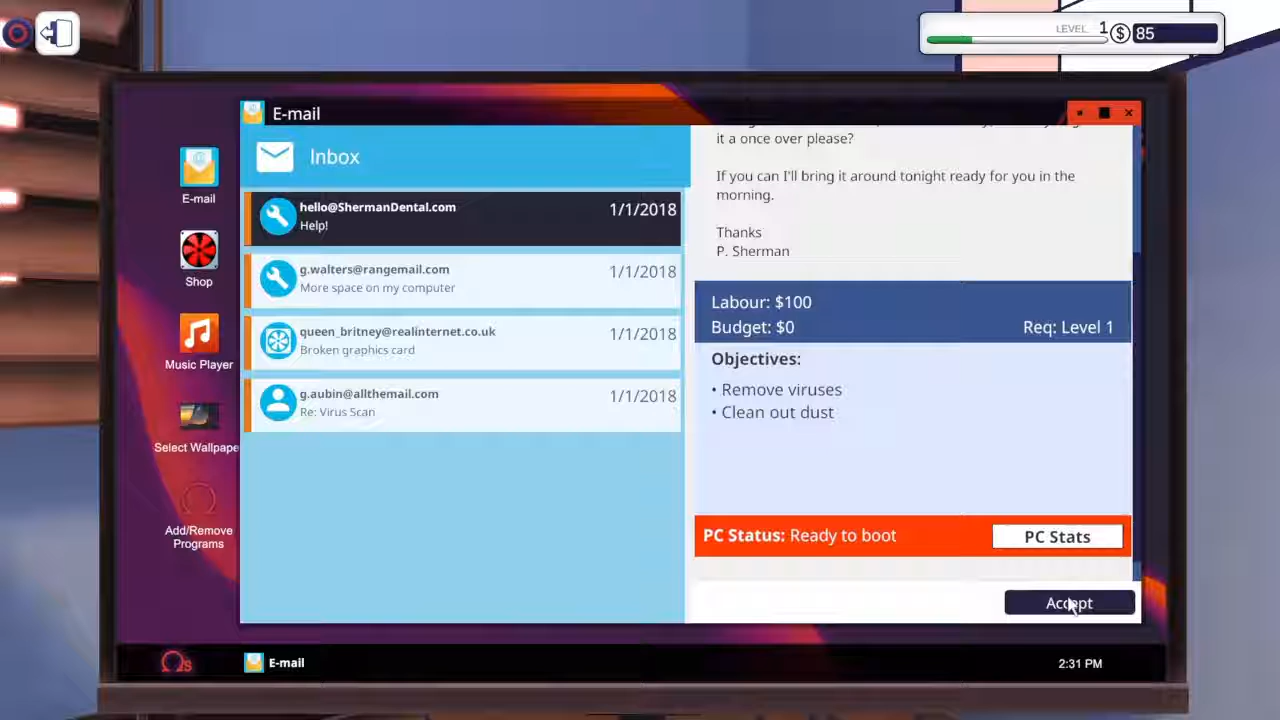 LEVEL 1 $ 85
E-mail
Inbox
hello@ShermanDental.com 1/1/2018
Help!
g.walters@rangemail.com 1/1/2018
More space on my computer
queen_britney@realinternet.co.uk 1/1/2018
Broken graphics card
g.aubin@allthemail.com 1/1/2018
Re: Virus Scan
it a once over please?
If you can I'll bring it around tonight ready for you in the
morning.
Thanks
P. Sherman
Labour: $100
Budget: $0 Req: Level 1
Objectives:
• Remove viruses
• Clean out dust
PC Status: Ready to boot PC Stats
Accept
E-mail
Shop
Music Player
Select Wallpape
Add/Remove
Programs
Ωs E-mail 2:31 PM